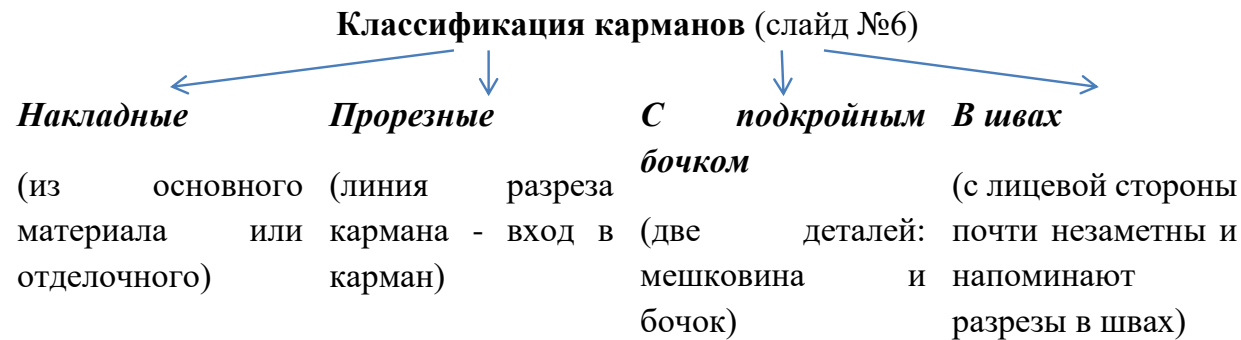 Классификация карманов (слайд №6)
Накладные
(из основного
материала или
отделочного)
Прорезные
(линия разреза
кармана - вход в
карман)
С подкройным
бочком
(две деталей:
мешковина и
бочок)
В швах
(с лицевой стороны
почти незаметны и
напоминают
разрезы в швах)